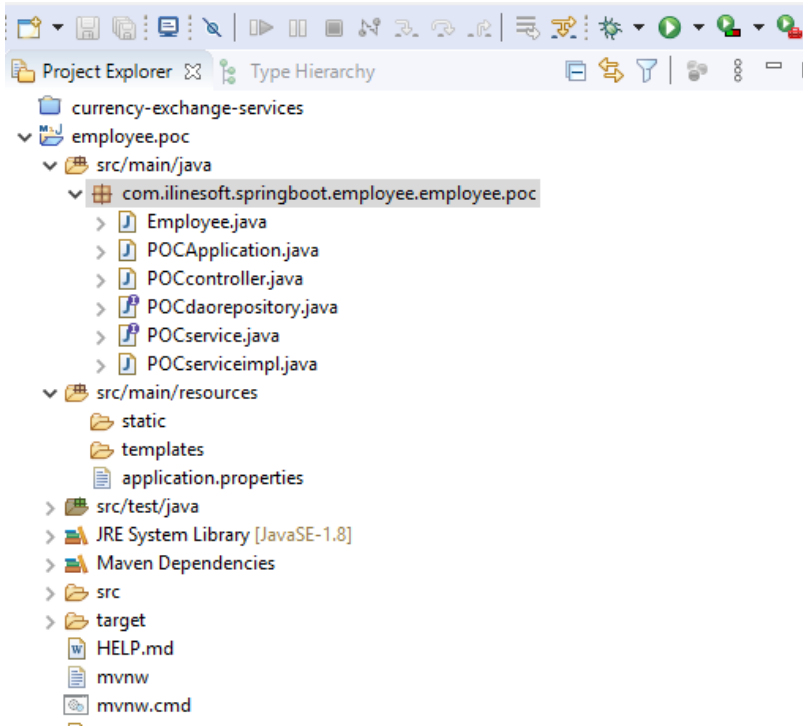 Project Explorer Type Hierarchy
currency-exchange-services
employee.poc
src/main/java
com.ilinesoft.springboot.employee.employee.poc
Employee.java
POCApplication.java
POCcontroller.java
POCdaorepository.java
POCservice.java
POCserviceimpl.java
src/main/resources
static
templates
application.properties
src/test/java
JRE System Library [JavaSE-1.8]
Maven Dependencies
src
target
HELP.md
mvnw
mvnw.cmd